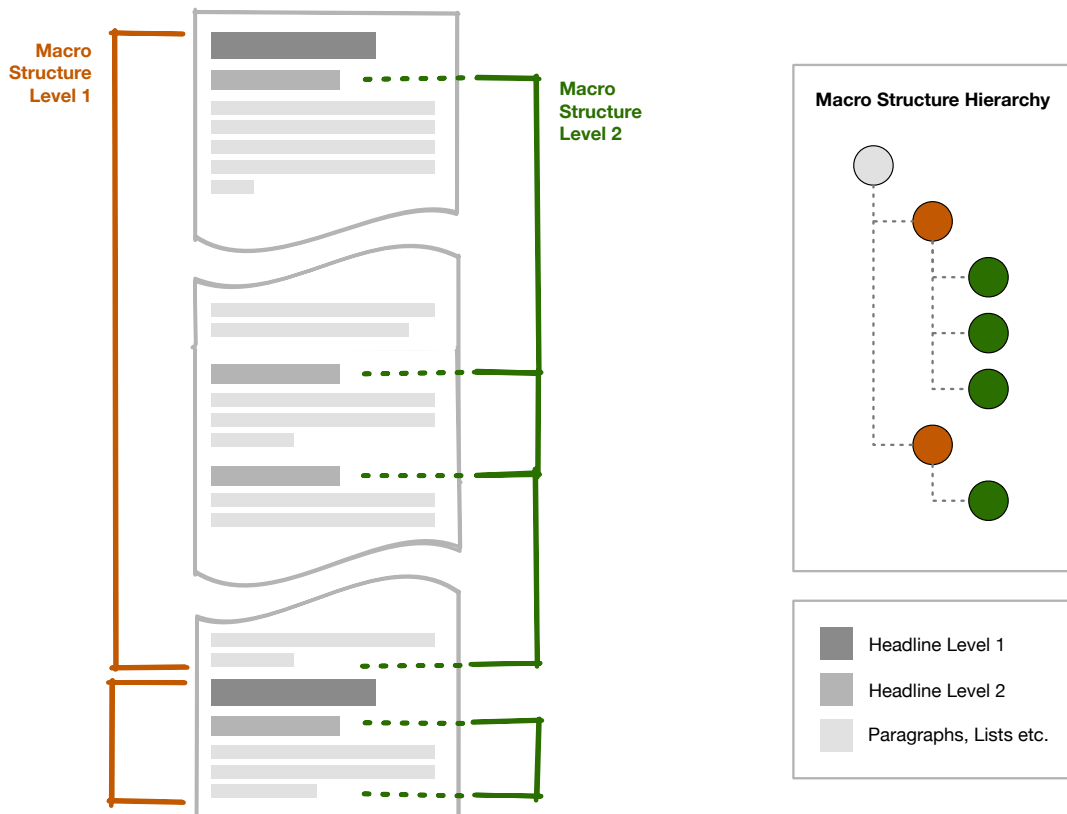 Macro
Structure
Level 1
Macro
Structure
Level 2
Macro Structure Hierarchy
Headline Level 1
Headline Level 2
Paragraphs, Lists etc.